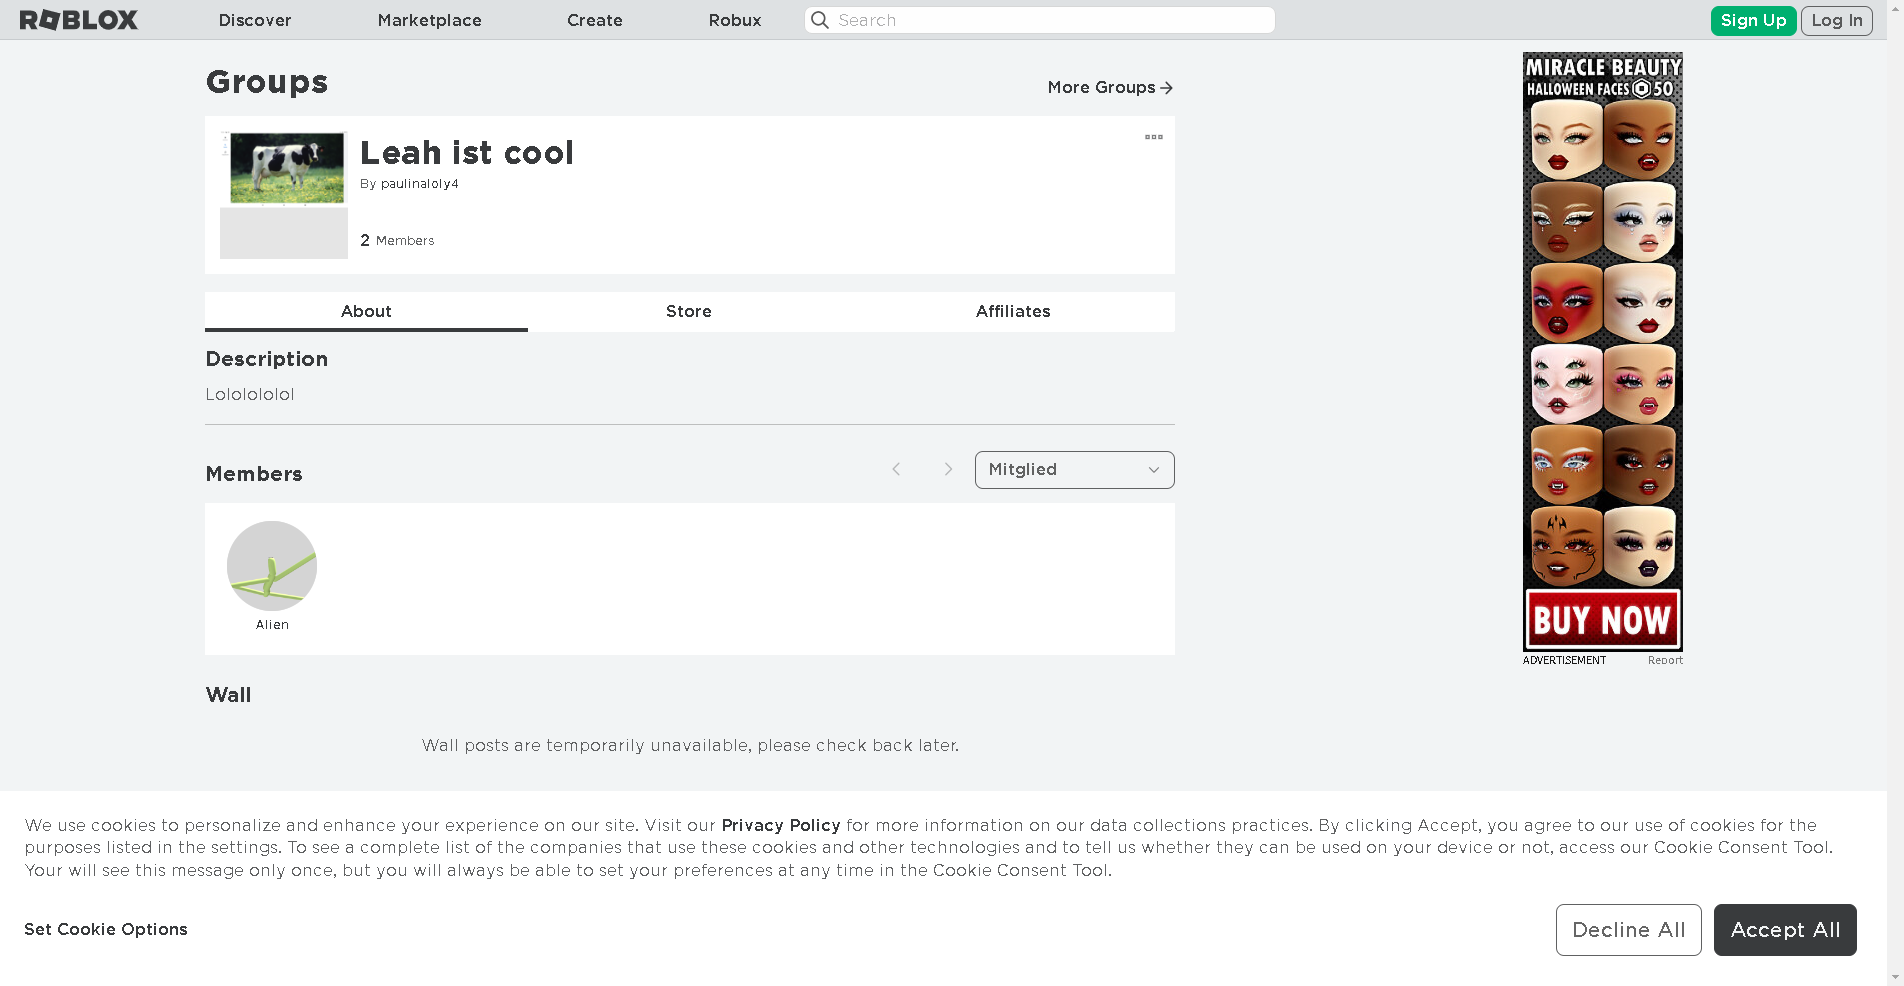 ROBLOX
Discover
Marketplace
Create
Robux
Search
Sign Up
Log In
Groups
More Groups
Leah ist cool
By paulinaloly4
2 Members
About
Store
Affiliates
Description
Lolololololol
Members
Mitglied
Alien
Wall
Wall posts are temporarily unavailable, please check back later.
MIRACLE BEAUTY
HALLOWEEN FACES 50
BUY NOW
ADVERTISEMENT
Report
We use cookies to personalize and enhance your experience on our site. Visit our Privacy Policy for more information on our data collections practices. By clicking Accept, you agree to our use of cookies for the
purposes listed in the settings. To see a complete list of the companies that use these cookies and other technologies and to tell us whether they can be used on your device or not, access our Cookie Consent Tool.
Your will see this message only once, but you will always be able to set your preferences at any time in the Cookie Consent Tool.
Set Cookie Options
Decline All
Accept All